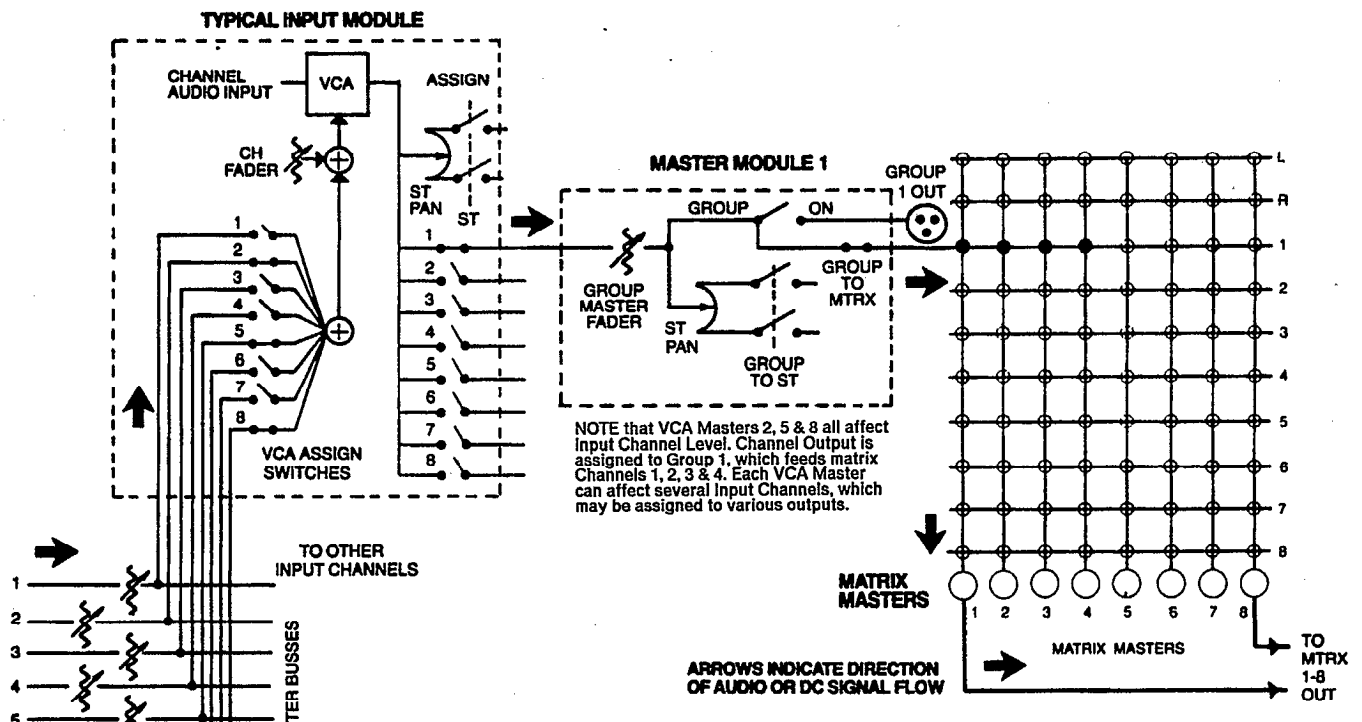 TYPICAL INPUT MODULE
CHANNEL
AUDIO INPUT
VCA
ASSIGN
CH
FADER
ST
PAN
ST
1
2
3
4
5
6
7
8
VCA ASSIGN
SWITCHES
1
2
3
4
5
6
7
8
MASTER MODULE 1
GROUP
ON
GROUP
MASTER
FADER
GROUP
TO
MTRX
ST
PAN
GROUP
TO ST
GROUP
1 OUT
NOTE that VCA Masters 2, 5 & 8 all affect
Input Channel Level. Channel Output is
assigned to Group 1, which feeds matrix
Channels 1, 2, 3 & 4. Each VCA Master
can affect several Input Channels, which
may be assigned to various outputs.
L
R
1
2
3
4
5
6
7
8
MATRIX
MASTERS
1 2 3 4 5 6 7 8
MATRIX MASTERS
TO
MTRX
1-8
OUT
ARROWS INDICATE DIRECTION
OF AUDIO OR DC SIGNAL FLOW
TO OTHER
INPUT CHANNELS
1
2
3
4
5
TER BUSSES